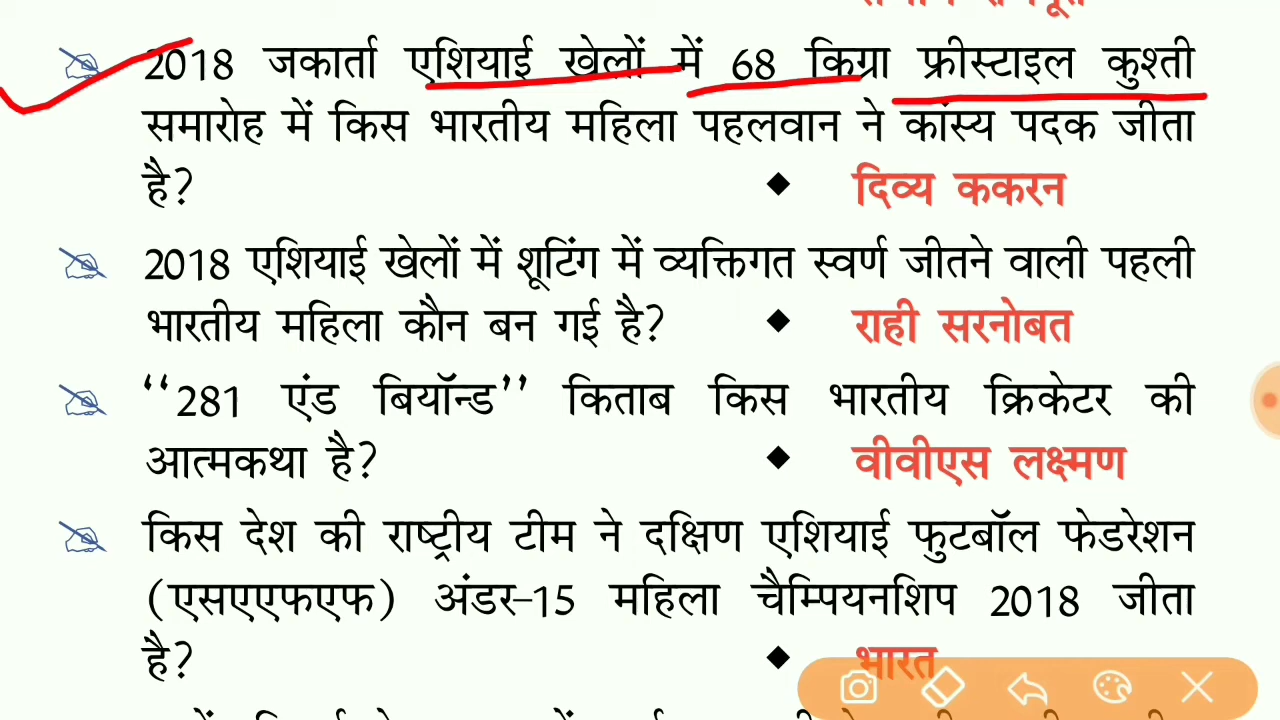 2018 जकार्ता एशियाई खेलों में 68 किग्रा फ्रीस्टाइल कुश्ती
समारोह में किस भारतीय महिला पहलवान ने कांस्य पदक जीता
है? ◆ दिव्य ककरन
2018 एशियाई खेलों में शूटिंग में व्यक्तिगत स्वर्ण जीतने वाली पहली
भारतीय महिला कौन बन गई है? ◆ राही सरनोबत
‘‘281 एंड बियॉन्ड’’ किताब किस भारतीय क्रिकेटर की
आत्मकथा है? ◆ वीवीएस लक्ष्मण
किस देश की राष्ट्रीय टीम ने दक्षिण एशियाई फुटबॉल फेडरेशन
(एसएएफएफ) अंडर-15 महिला चैम्पियनशिप 2018 जीता
है? ◆ भारत